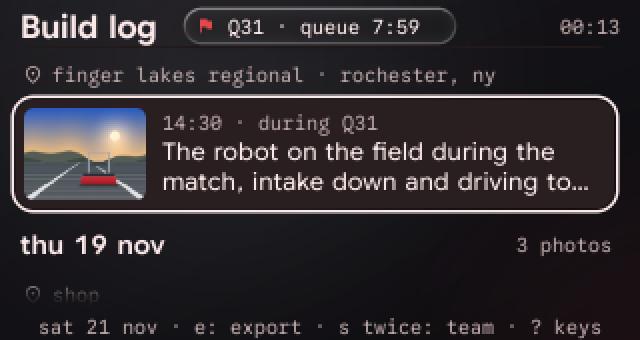 Build log
Q31 · queue 7:59
00:13
finger lakes regional · rochester, ny
14:30 · during Q31
The robot on the field during the
match, intake down and driving to...
thu 19 nov
3 photos
shop
sat 21 nov · e: export · s twice: team · ? keys